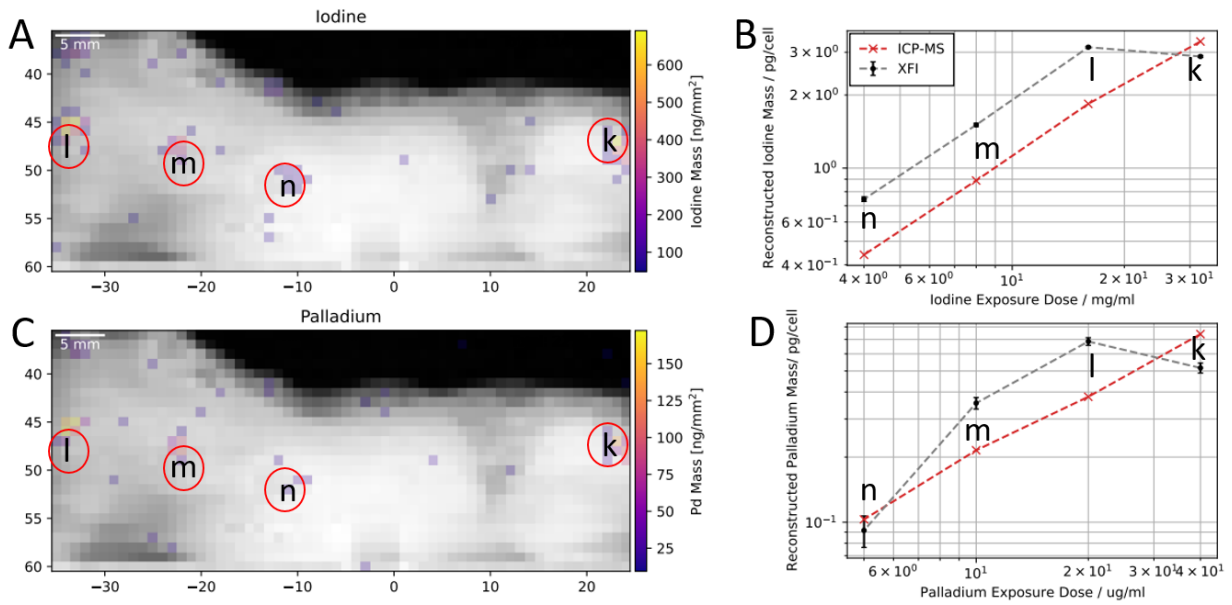 A
Iodine
5 mm
40
45
50
55
60
l
m
n
k
−30
−20
−10
0
10
20
600
500
400
300
200
100
Iodine Mass [ng/mm²]
B
ICP-MS
XFI
3 × 10⁰
2 × 10⁰
10⁰
6 × 10⁻¹
4 × 10⁻¹
Reconstructed Iodine Mass / pg/cell
n
m
l
k
4 × 10⁰
6 × 10⁰
10¹
2 × 10¹
3 × 10¹
Iodine Exposure Dose / mg/ml
C
Palladium
5 mm
40
45
50
55
60
l
m
n
k
−30
−20
−10
0
10
20
150
125
100
75
50
25
Pd Mass [ng/mm²]
D
10⁻¹
Reconstructed Palladium Mass/ pg/cell
n
m
l
k
6 × 10⁰
10¹
2 × 10¹
3 × 10¹
4 × 10¹
Palladium Exposure Dose / ug/ml